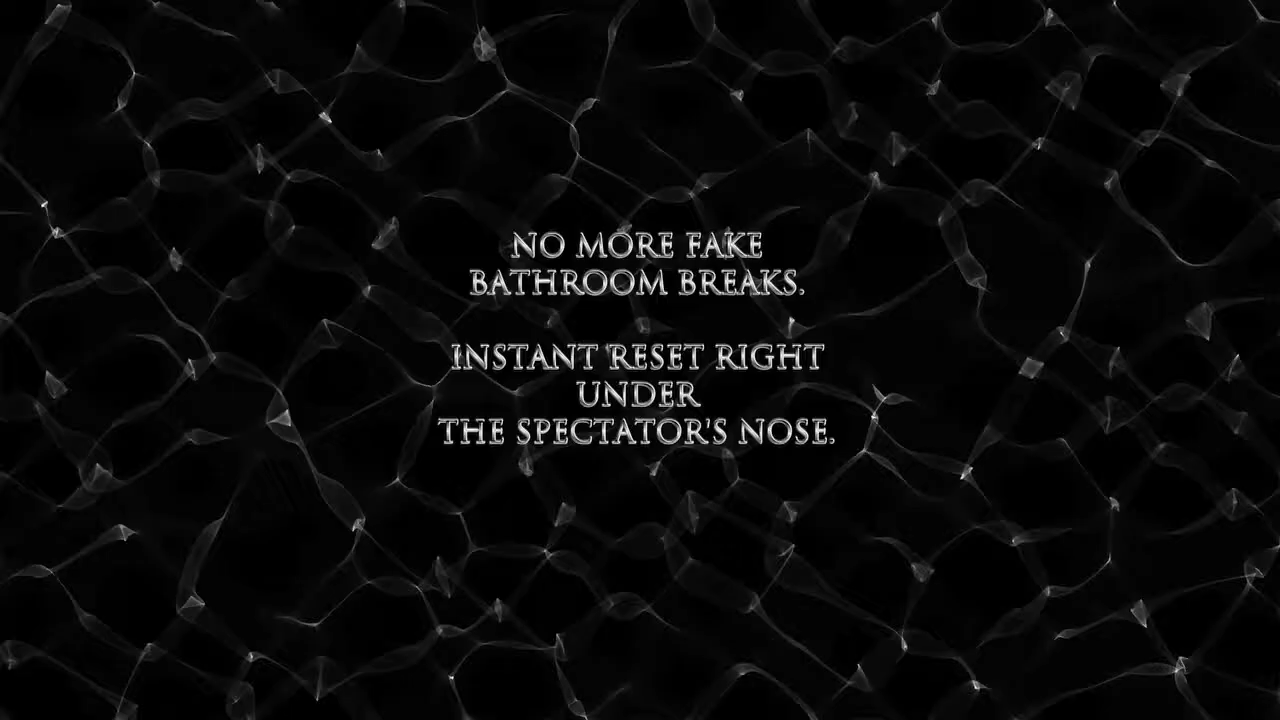 NO MORE FAKE
BATHROOM BREAKS.
INSTANT RESET RIGHT
UNDER
THE SPECTATOR'S NOSE.